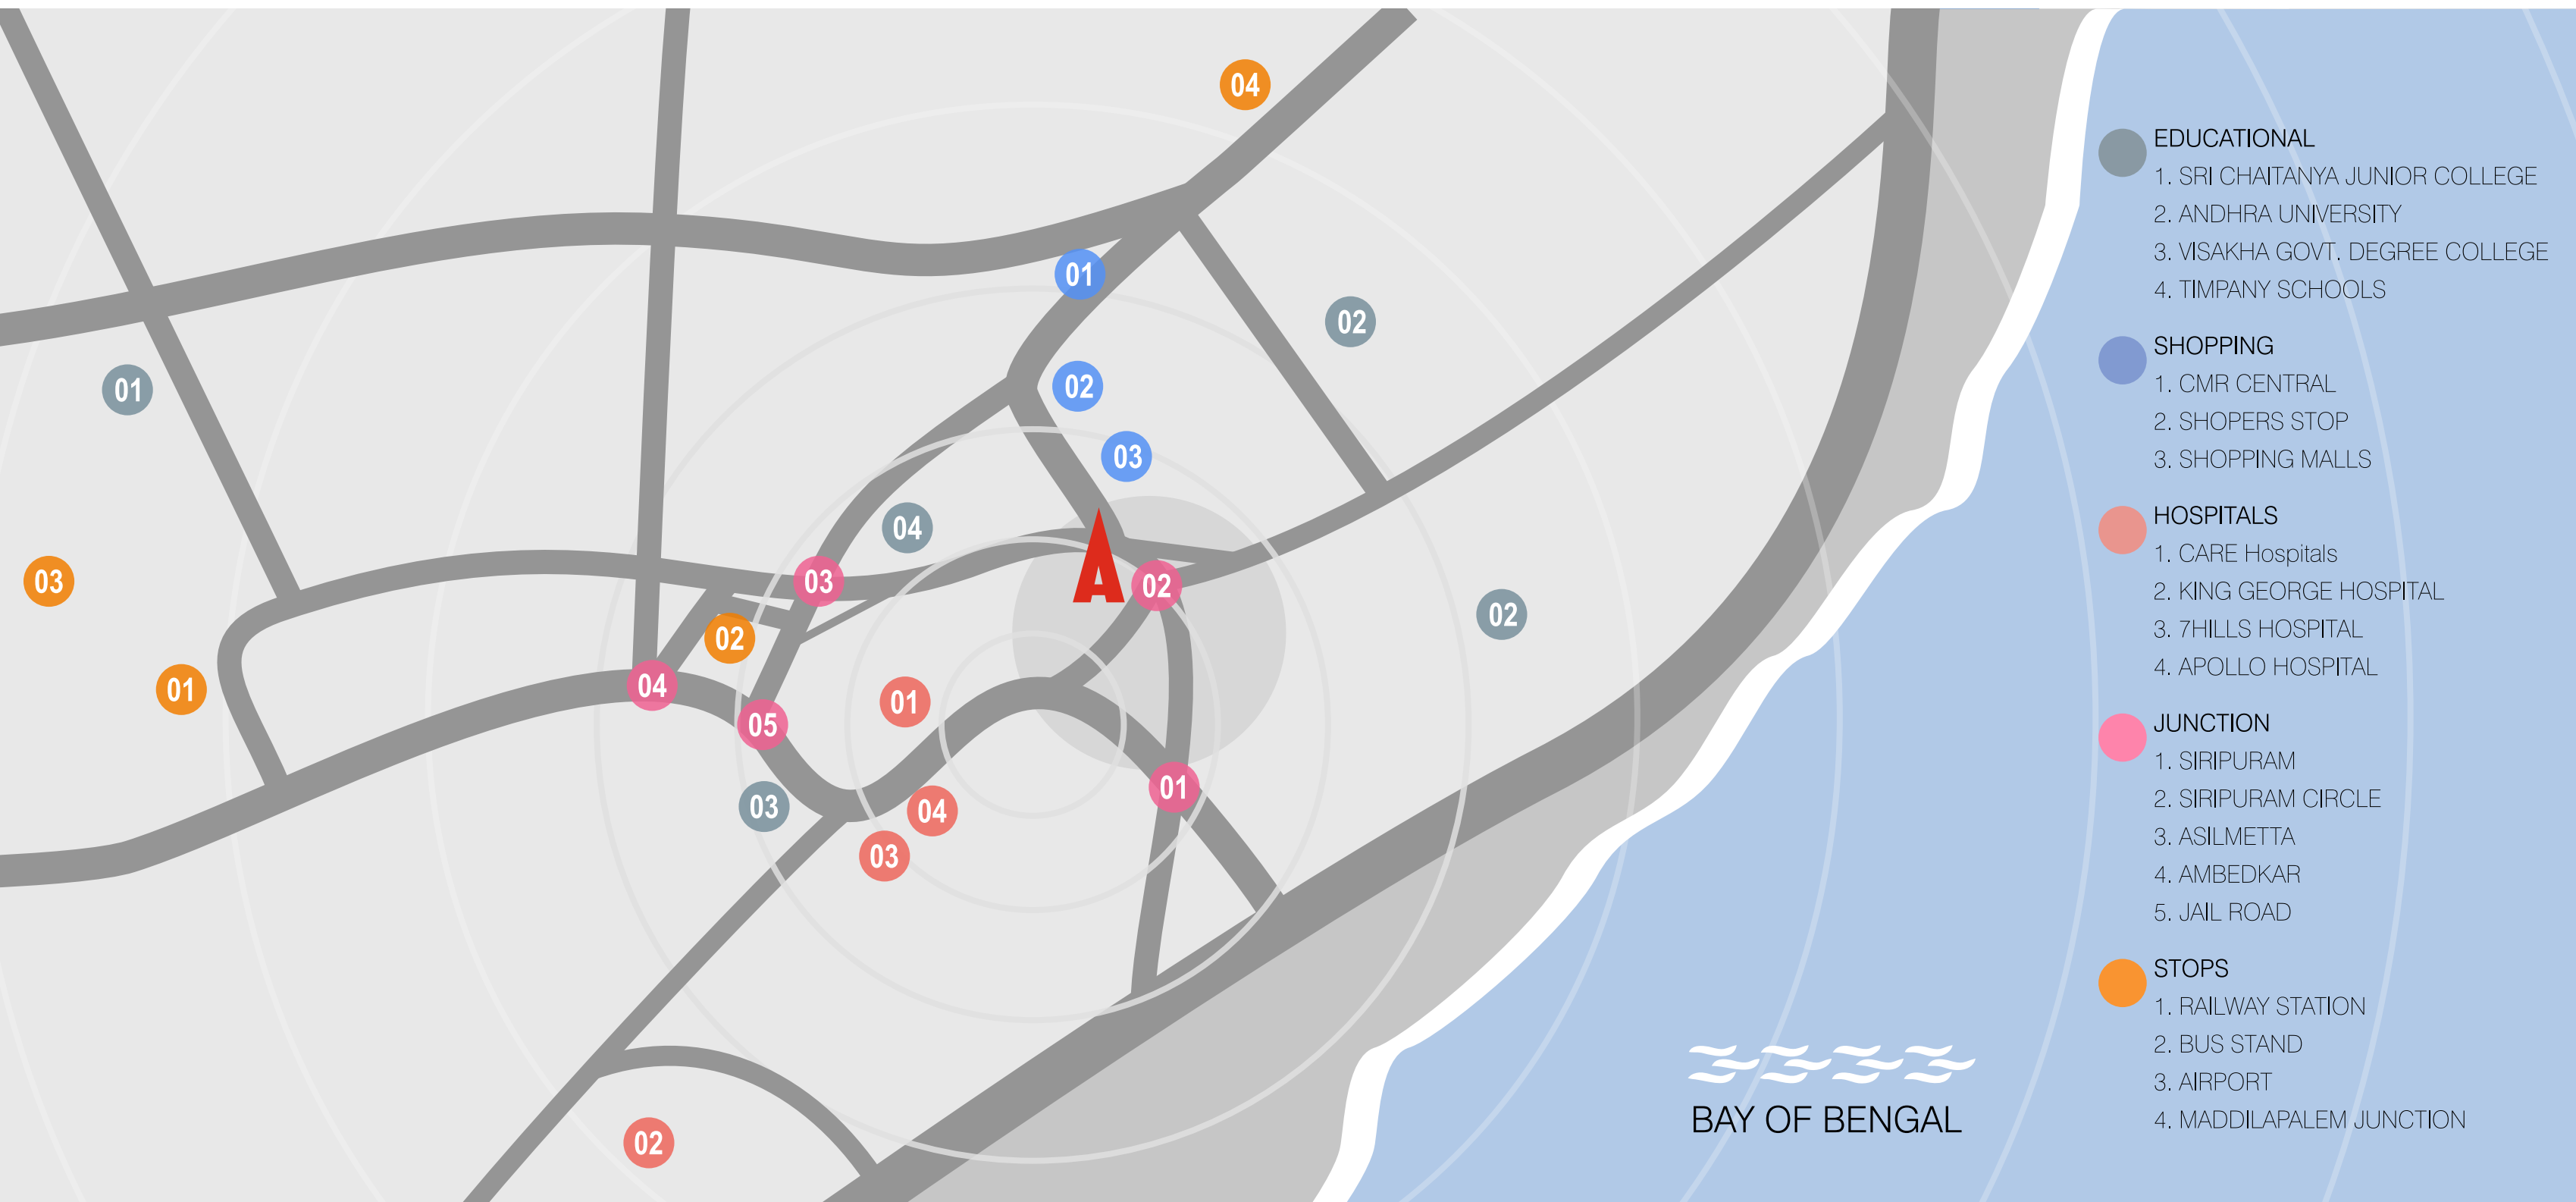 04
01
02
01
02
03
04
03
03
02
02
02
01
04
01
05
01
03
04
03
02
A
EDUCATIONAL
1. SRI CHAITANYA JUNIOR COLLEGE
2. ANDHRA UNIVERSITY
3. VISAKHA GOVT. DEGREE COLLEGE
4. TIMPANY SCHOOLS
SHOPPING
1. CMR CENTRAL
2. SHOPERS STOP
3. SHOPPING MALLS
HOSPITALS
1. CARE Hospitals
2. KING GEORGE HOSPITAL
3. 7HILLS HOSPITAL
4. APOLLO HOSPITAL
JUNCTION
1. SIRIPURAM
2. SIRIPURAM CIRCLE
3. ASILMETTA
4. AMBEDKAR
5. JAIL ROAD
STOPS
1. RAILWAY STATION
2. BUS STAND
3. AIRPORT
4. MADDILAPALEM JUNCTION
BAY OF BENGAL